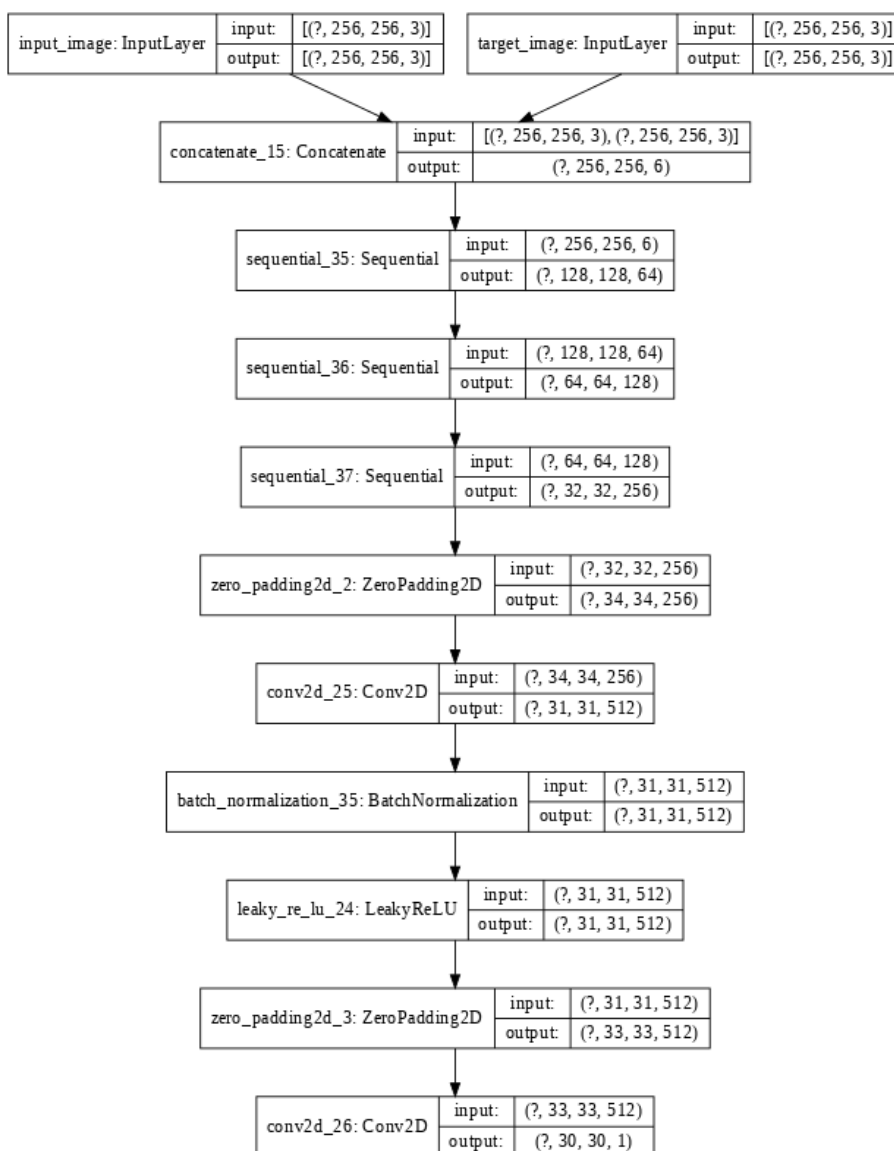 input_image: InputLayer input: [(?, 256, 256, 3)] output: [(?, 256, 256, 3)]
target_image: InputLayer input: [(?, 256, 256, 3)] output: [(?, 256, 256, 3)]
concatenate_15: Concatenate input: [(?, 256, 256, 3), (?, 256, 256, 3)] output: (?, 256, 256, 6)
sequential_35: Sequential input: (?, 256, 256, 6) output: (?, 128, 128, 64)
sequential_36: Sequential input: (?, 128, 128, 64) output: (?, 64, 64, 128)
sequential_37: Sequential input: (?, 64, 64, 128) output: (?, 32, 32, 256)
zero_padding2d_2: ZeroPadding2D input: (?, 32, 32, 256) output: (?, 34, 34, 256)
conv2d_25: Conv2D input: (?, 34, 34, 256) output: (?, 31, 31, 512)
batch_normalization_35: BatchNormalization input: (?, 31, 31, 512) output: (?, 31, 31, 512)
leaky_re_lu_24: LeakyReLU input: (?, 31, 31, 512) output: (?, 31, 31, 512)
zero_padding2d_3: ZeroPadding2D input: (?, 31, 31, 512) output: (?, 33, 33, 512)
conv2d_26: Conv2D input: (?, 33, 33, 512) output: (?, 30, 30, 1)